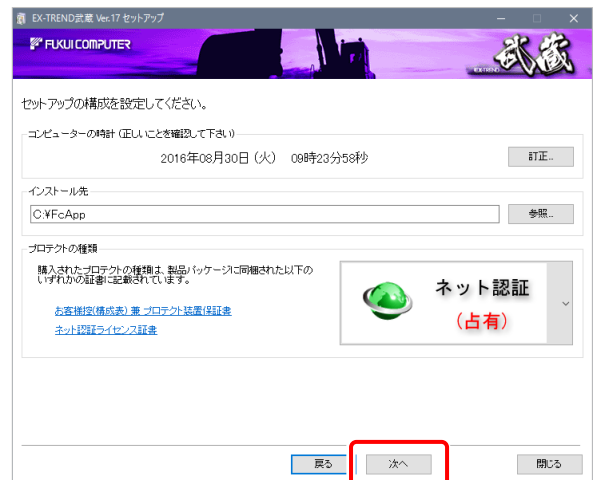 EX-TREND武蔵 Ver.17 セットアップ
FUKUI COMPUTER
EX-TREND 武蔵
セットアップの構成を設定してください。
コンピューターの時計 (正しいことを確認して下さい)
2016年08月30日 (火) 09時23分58秒
訂正...
インストール先
C:¥FcApp
参照...
プロテクトの種類
購入されたプロテクトの種類は、製品パッケージに同梱された以下の
いずれかの証書に記載されています。
ネット認証
(占有)
お客様控(構成表) 兼 プロテクト装置保証書
ネット認証ライセンス証書
戻る
次へ
閉じる